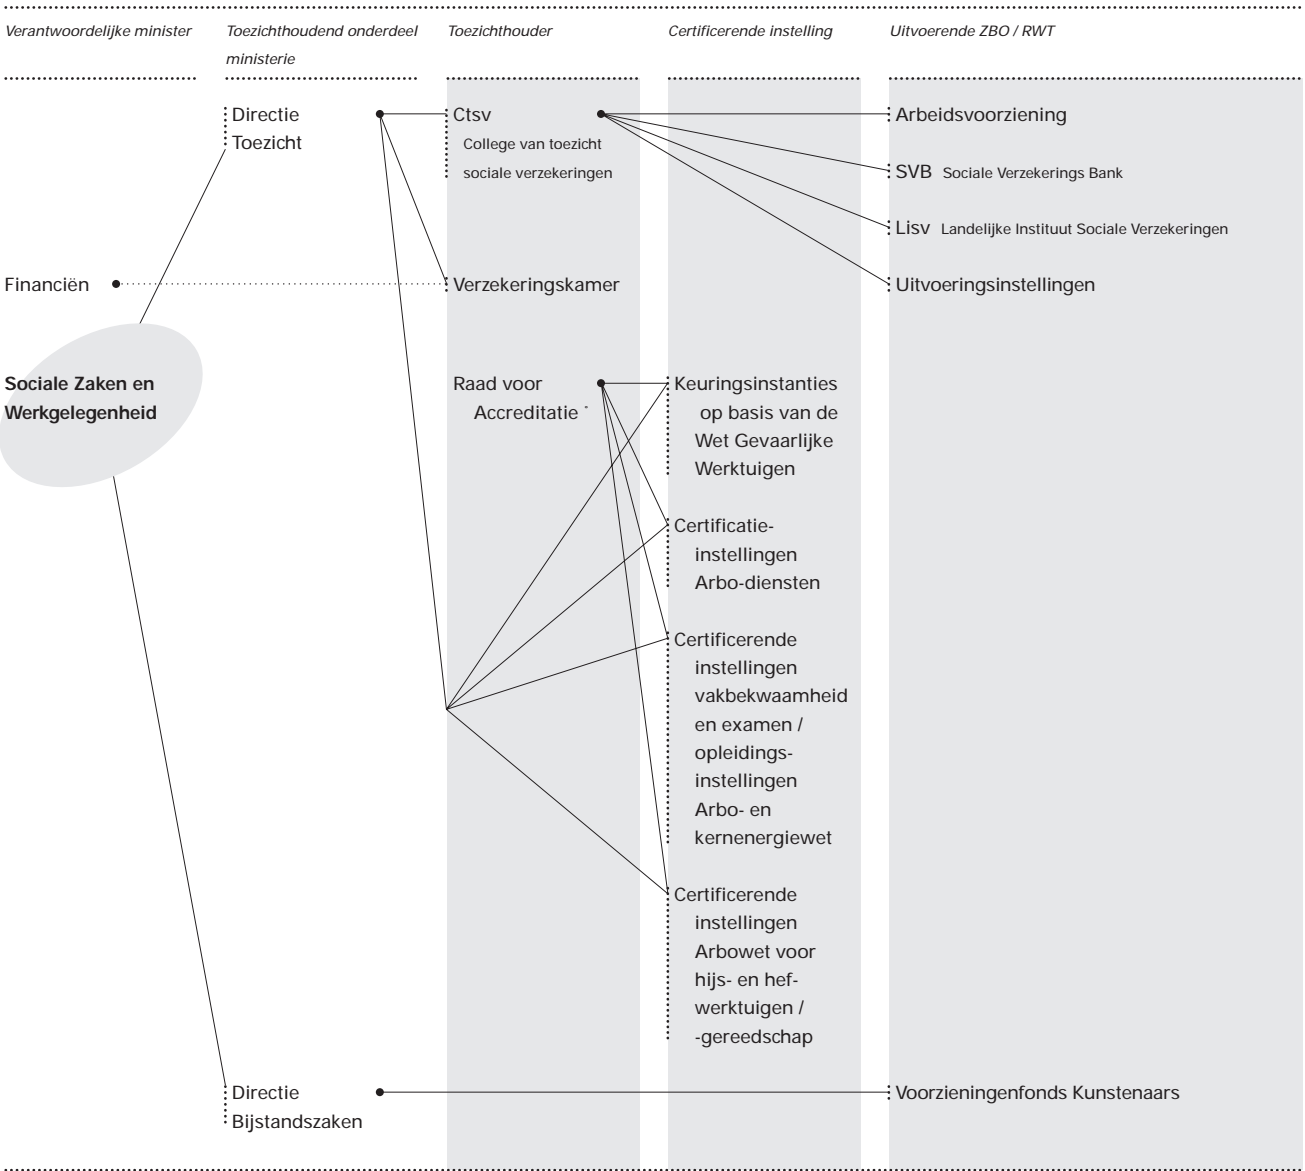 Verantwoordelijke minister
Toezichthoudend onderdeel
ministerie
Toezichthouder
Certificerende instelling
Uitvoerende ZBO / RWT
Directie
Toezicht
Ctsv
College van toezicht
sociale verzekeringen
Arbeidsvoorziening
SVB Sociale Verzekerings Bank
Lisv Landelijke Instituut Sociale Verzekeringen
Financiën
Verzekeringskamer
Uitvoeringsinstellingen
Sociale Zaken en
Werkgelegenheid
Raad voor
Accreditatie *
Keuringsinstanties
op basis van de
Wet Gevaarlijke
Werktuigen
Certificatie-
instellingen
Arbo-diensten
Certificerende
instellingen
vakbekwaamheid
en examen /
opleidings-
instellingen
Arbo- en
kernenergiewet
Certificerende
instellingen
Arbowet voor
hijs- en hef-
werktuigen /
-gereedschap
Directie
Bijstandszaken
Voorzieningenfonds Kunstenaars